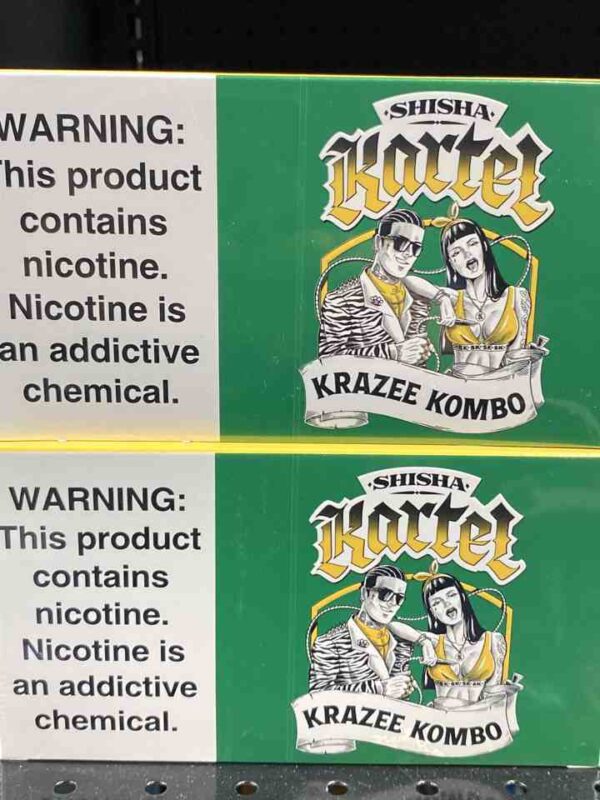 WARNING:
This product
contains
nicotine.
Nicotine is
an addictive
chemical.
SHISHA
Kartel
KRAZEE KOMBO
WARNING:
This product
contains
nicotine.
Nicotine is
an addictive
chemical.
SHISHA
Kartel
KRAZEE KOMBO